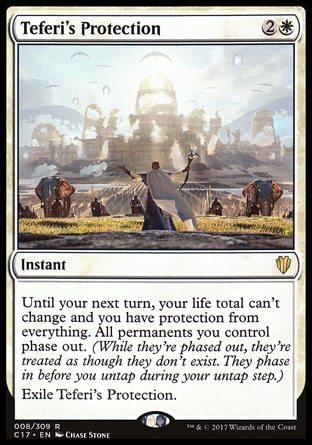 Teferi's Protection 2
Instant
Until your next turn, your life total can't
change and you have protection from
everything. All permanents you control
phase out. (While they're phased out, they're
treated as though they don't exist. They phase
in before you untap during your untap step.)
Exile Teferi's Protection.
008/309 R
C17 • EN Chase Stone
™ & © 2017 Wizards of the Coast